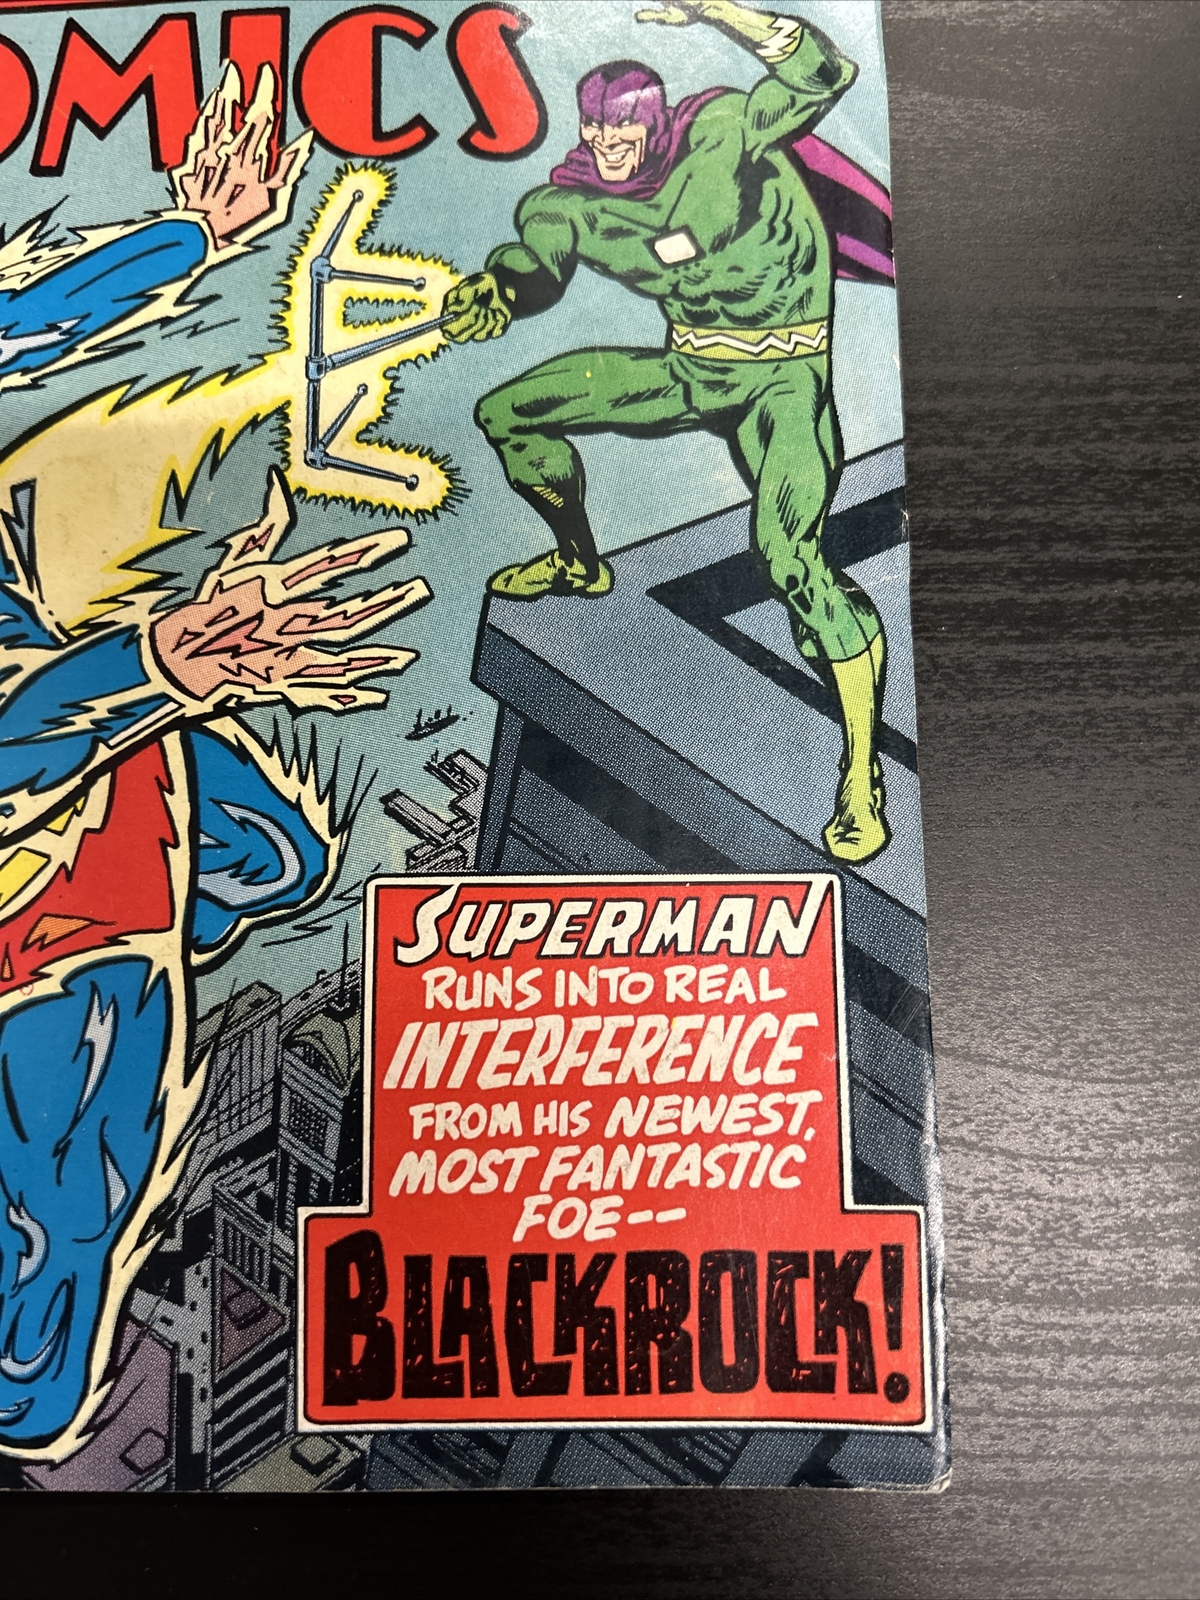 OMICS
SUPERMAN
RUNS INTO REAL
INTERFERENCE
FROM HIS NEWEST,
MOST FANTASTIC
FOE--
BLACKROCK!